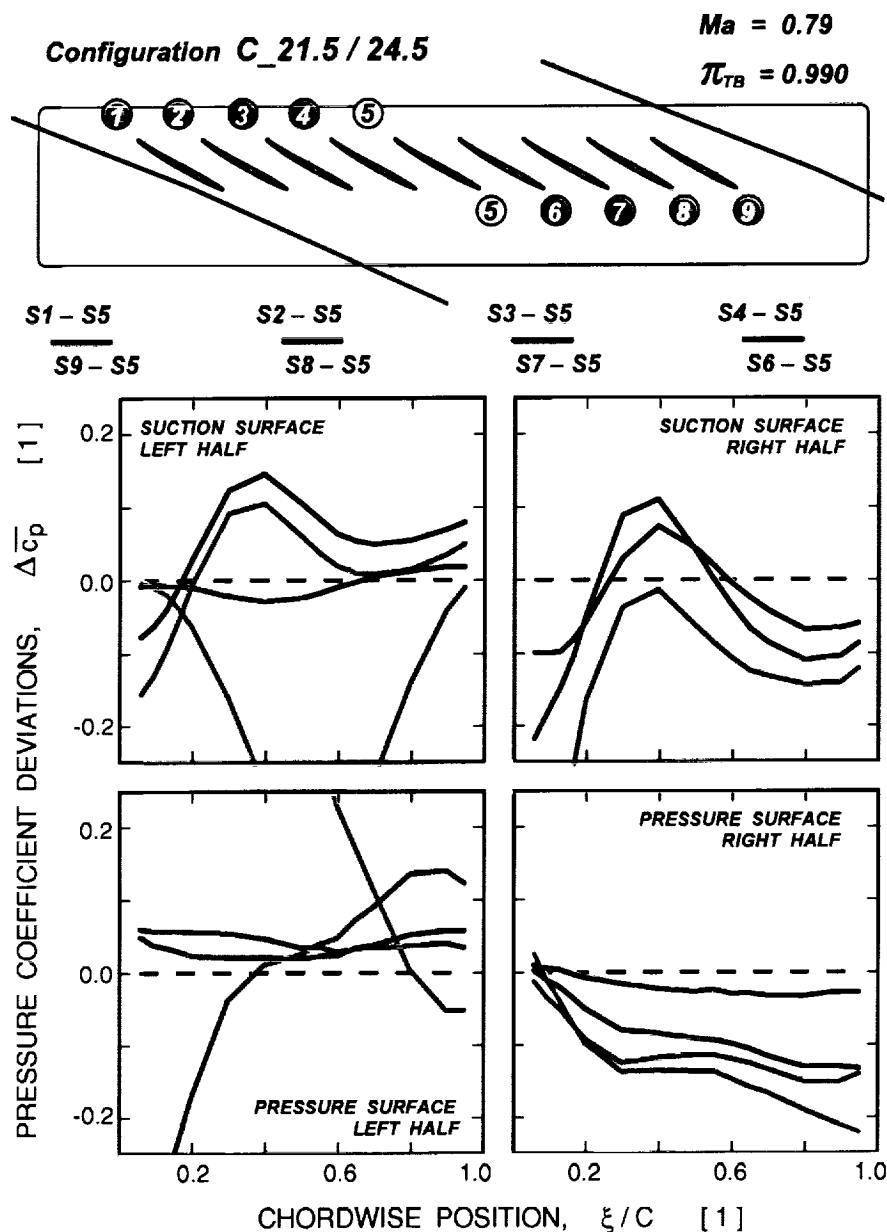 Configuration C_21.5 / 24.5
Ma = 0.79
π_TB = 0.990
1 2 3 4 5
5 6 7 8 9
S1 – S5 S2 – S5 S3 – S5 S4 – S5
S9 – S5 S8 – S5 S7 – S5 S6 – S5
SUCTION SURFACE
LEFT HALF
SUCTION SURFACE
RIGHT HALF
0.2
0.0
-0.2
PRESSURE SURFACE
LEFT HALF
PRESSURE SURFACE
RIGHT HALF
0.2
0.0
-0.2
0.2 0.6 1.0
0.2 0.6 1.0
PRESSURE COEFFICIENT DEVIATIONS, Δc̅p [1]
CHORDWISE POSITION, ξ/C [1]